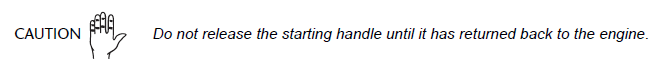 CAUTION Do not release the starting handle until it has returned back to the engine.